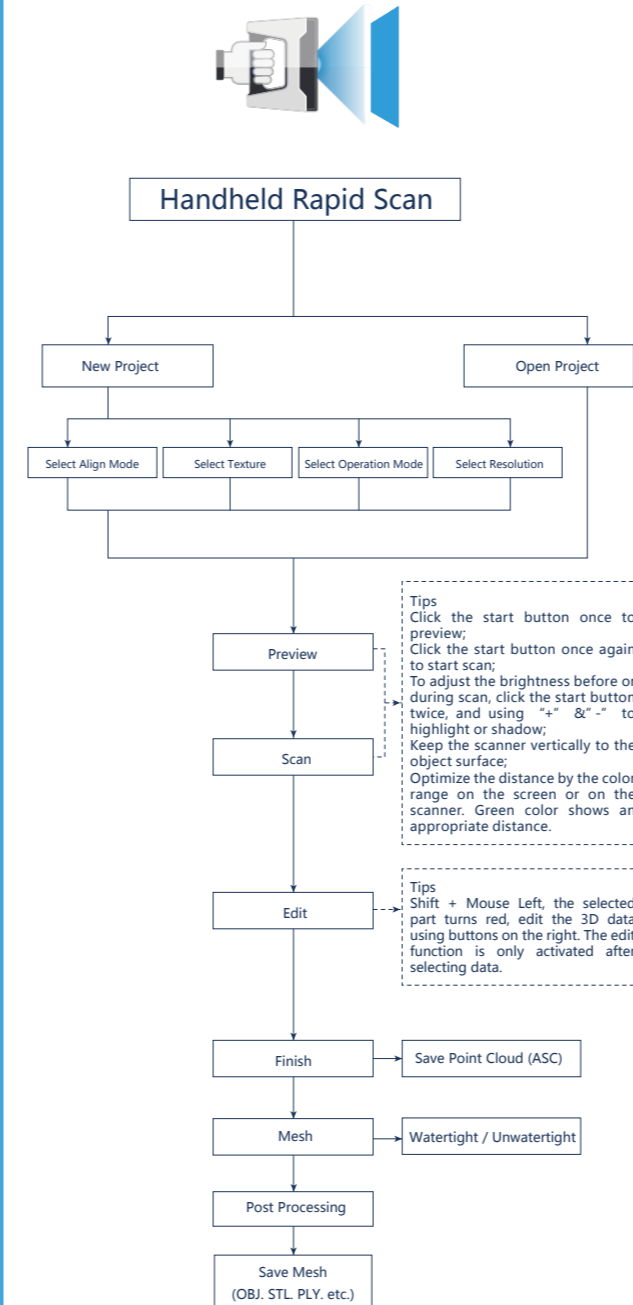 Handheld Rapid Scan
New Project
Open Project
Select Align Mode
Select Texture
Select Operation Mode
Select Resolution
Preview
Scan
Tips
Click the start button once to
preview;
Click the start button once again
to start scan;
To adjust the brightness before or
during scan, click the start button
twice, and using “+” &“-” to
highlight or shadow;
Keep the scanner vertically to the
object surface;
Optimize the distance by the color
range on the screen or on the
scanner. Green color shows an
appropriate distance.
Edit
Tips
Shift + Mouse Left, the selected
part turns red, edit the 3D data
using buttons on the right. The edit
function is only activated after
selecting data.
Finish
Save Point Cloud (ASC)
Mesh
Watertight / Unwatertight
Post Processing
Save Mesh
(OBJ. STL. PLY. etc.)